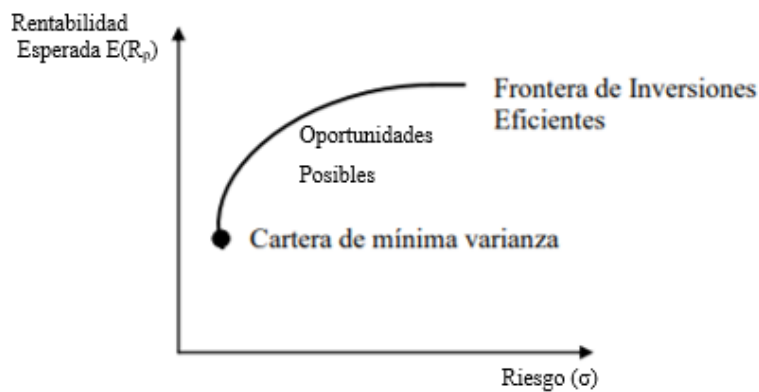 Rentabilidad
Esperada E(Rₚ)
Frontera de Inversiones
Eficientes
Oportunidades
Posibles
Cartera de mínima varianza
Riesgo (σ)